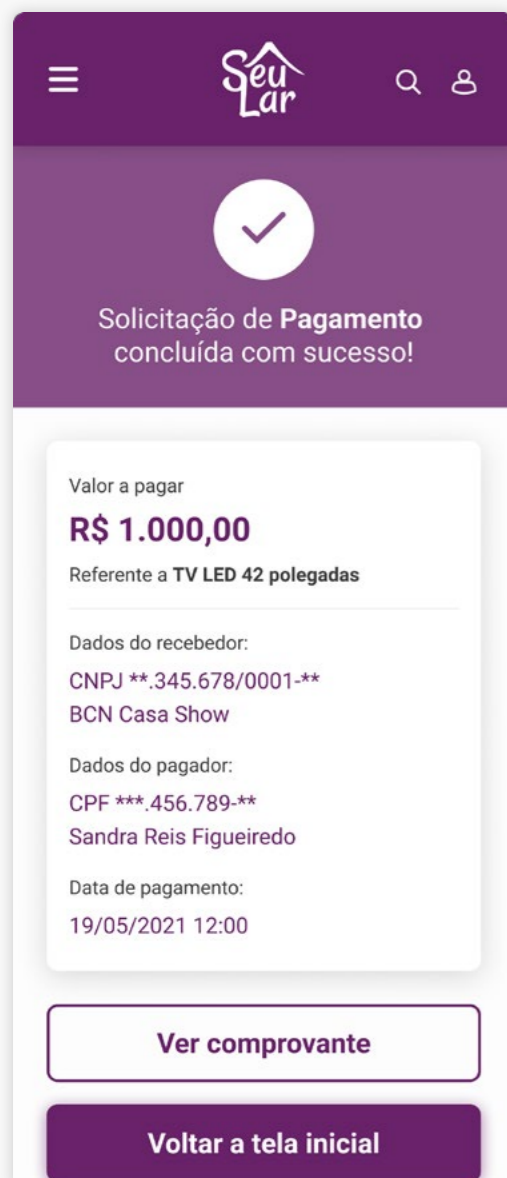 Seu
Lar
Solicitação de Pagamento
concluída com sucesso!
Valor a pagar
R$ 1.000,00
Referente a TV LED 42 polegadas
Dados do recebedor:
CNPJ **.345.678/0001-**
BCN Casa Show
Dados do pagador:
CPF ***.456.789-**
Sandra Reis Figueiredo
Data de pagamento:
19/05/2021 12:00
Ver comprovante
Voltar a tela inicial